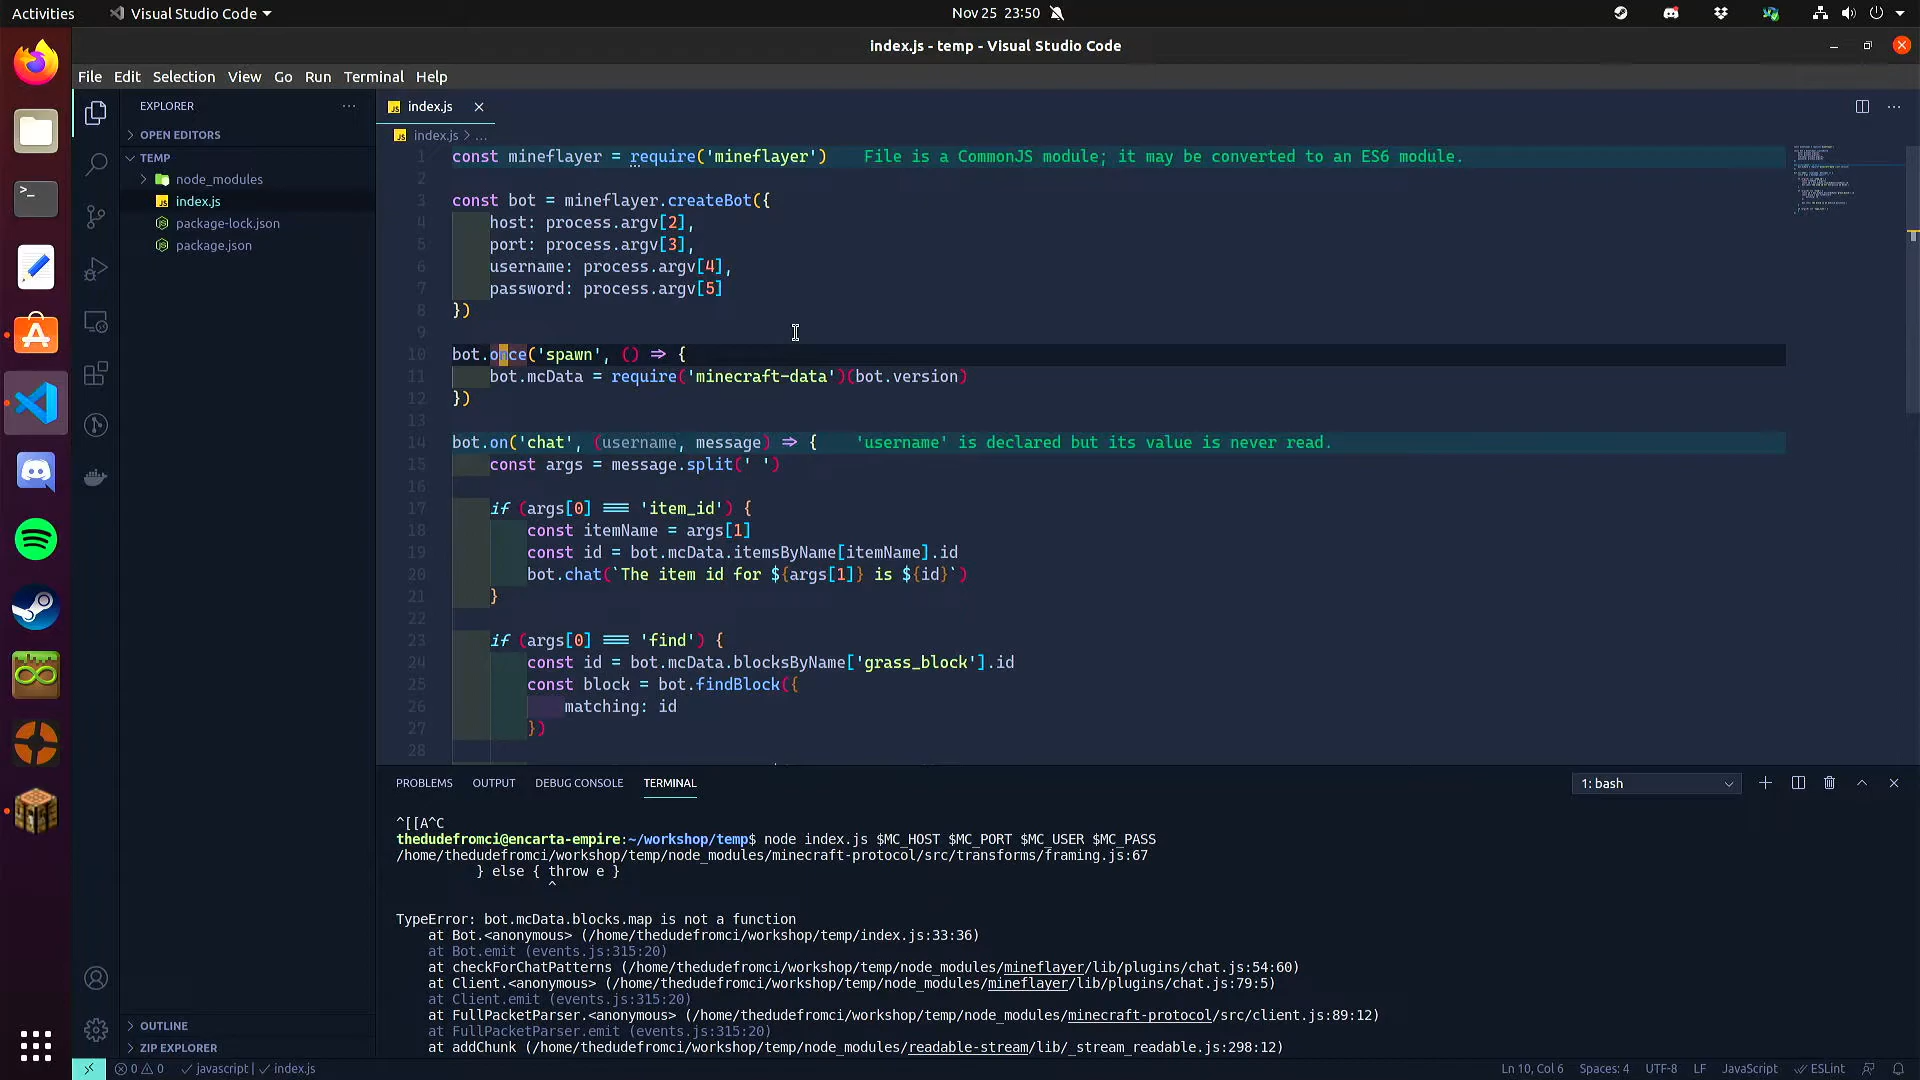 Activities
Visual Studio Code
Nov 25 23:50
index.js - temp - Visual Studio Code
File Edit Selection View Go Run Terminal Help
EXPLORER
OPEN EDITORS
TEMP
node_modules
index.js
package-lock.json
package.json
OUTLINE
ZIP EXPLORER
index.js
index.js > ...
1 const mineflayer = require('mineflayer') File is a CommonJS module; it may be converted to an ES6 module.
2
3 const bot = mineflayer.createBot({
4 host: process.argv[2],
5 port: process.argv[3],
6 username: process.argv[4],
7 password: process.argv[5]
8 })
9
10 bot.once('spawn', () => {
11 bot.mcData = require('minecraft-data')(bot.version)
12 })
13
14 bot.on('chat', (username, message) => { 'username' is declared but its value is never read.
15 const args = message.split(' ')
16
17 if (args[0] === 'item_id') {
18 const itemName = args[1]
19 const id = bot.mcData.itemsByName[itemName].id
20 bot.chat(`The item id for ${args[1]} is ${id}`)
21 }
22
23 if (args[0] === 'find') {
24 const id = bot.mcData.blocksByName['grass_block'].id
25 const block = bot.findBlock({
26 matching: id
27 })
28
PROBLEMS OUTPUT DEBUG CONSOLE TERMINAL
1: bash
^[[A^C
thedudefromci@encarta-empire:~/workshop/temp$ node index.js $MC_HOST $MC_PORT $MC_USER $MC_PASS
/home/thedudefromci/workshop/temp/node_modules/minecraft-protocol/src/transforms/framing.js:67
} else { throw e }
^
TypeError: bot.mcData.blocks.map is not a function
at Bot.<anonymous> (/home/thedudefromci/workshop/temp/index.js:33:36)
at Bot.emit (events.js:315:20)
at checkForChatPatterns (/home/thedudefromci/workshop/temp/node_modules/mineflayer/lib/plugins/chat.js:54:60)
at Client.<anonymous> (/home/thedudefromci/workshop/temp/node_modules/mineflayer/lib/plugins/chat.js:79:5)
at Client.emit (events.js:315:20)
at FullPacketParser.<anonymous> (/home/thedudefromci/workshop/temp/node_modules/minecraft-protocol/src/client.js:89:12)
at FullPacketParser.emit (events.js:315:20)
at addChunk (/home/thedudefromci/workshop/temp/node_modules/readable-stream/lib/_stream_readable.js:298:12)
0 0 javascript | index.js
Ln 10, Col 6 Spaces: 4 UTF-8 LF JavaScript ESLint